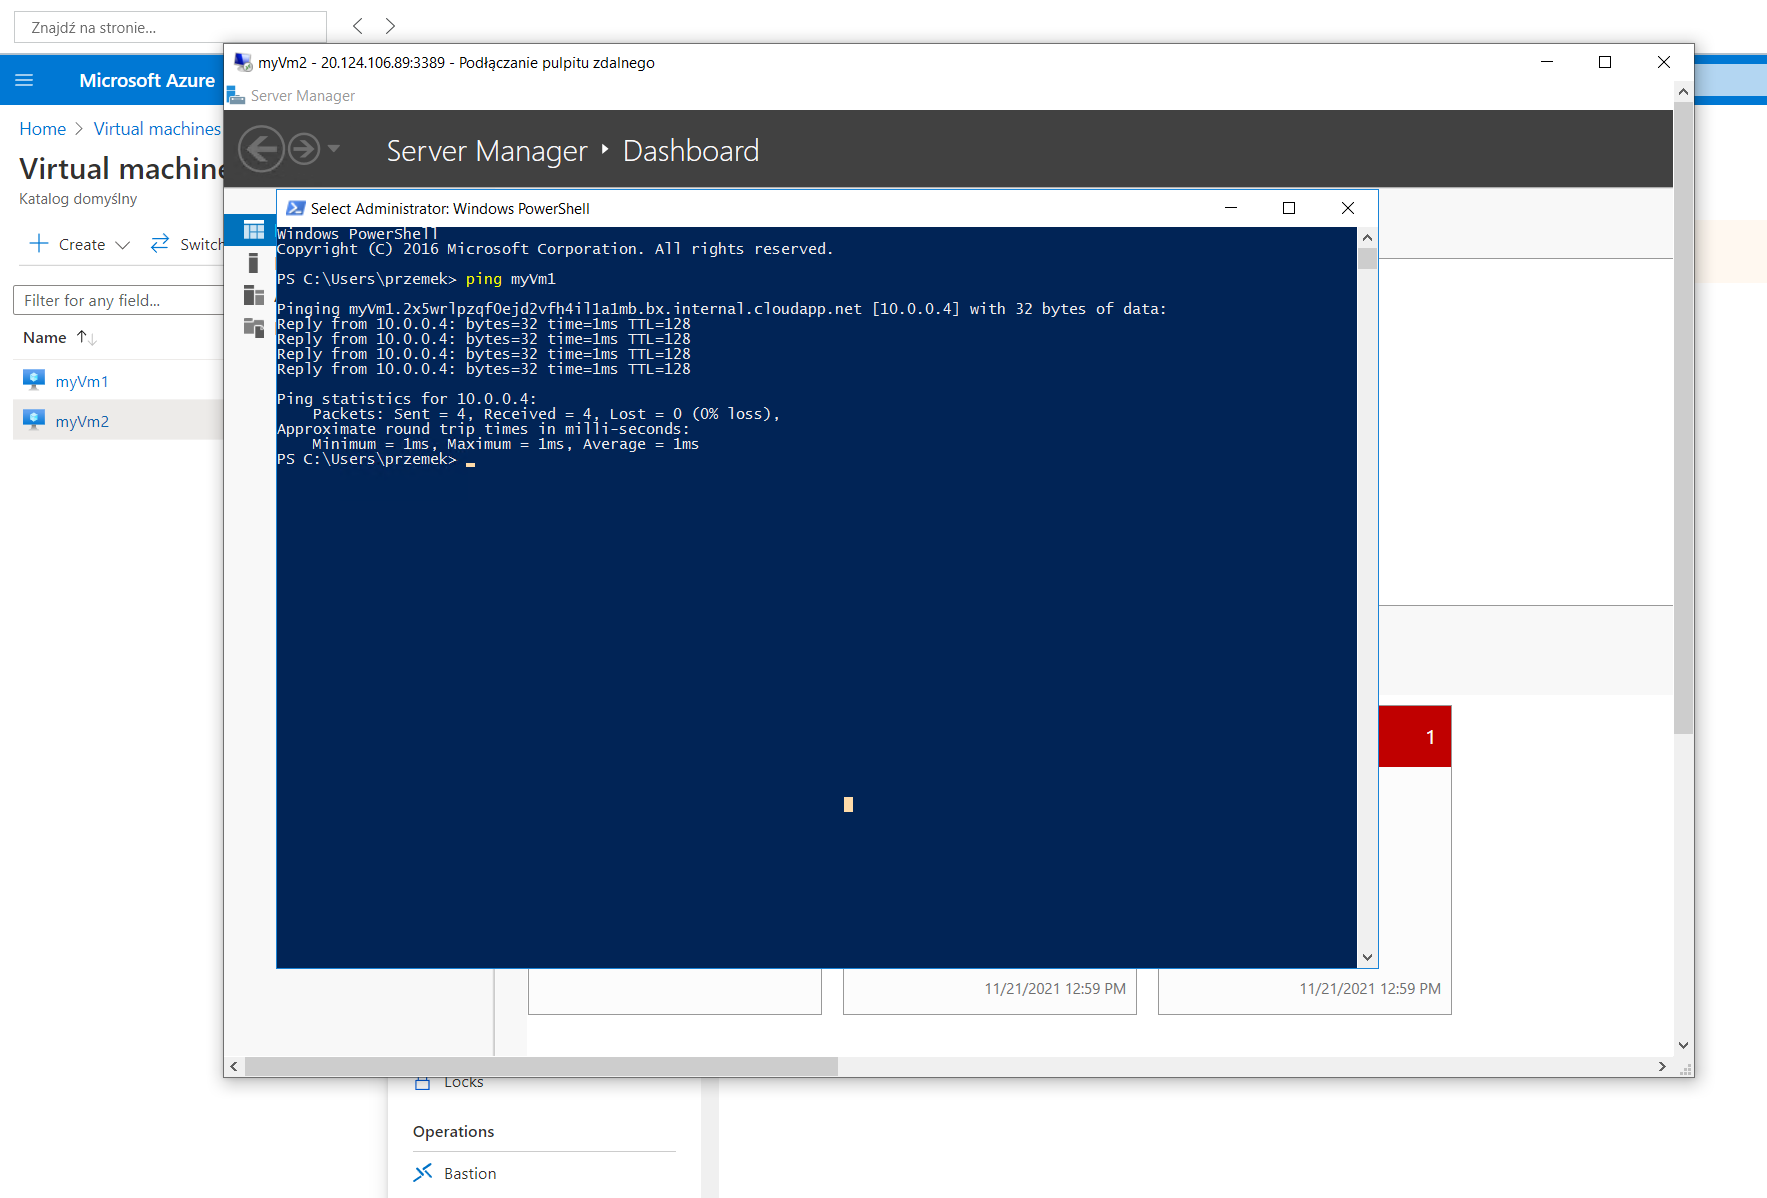 Znajdź na stronie...
Microsoft Azure
Home > Virtual machines
Virtual machine
Katalog domyślny
Create
Switch
Filter for any field...
Name
myVm1
myVm2
myVm2 - 20.124.106.89:3389 - Podłączanie pulpitu zdalnego
Server Manager
Server Manager ‣ Dashboard
Select Administrator: Windows PowerShell
Windows PowerShell
Copyright (C) 2016 Microsoft Corporation. All rights reserved.
PS C:\Users\przemek> ping myVm1
Pinging myVm1.2x5wrlpzqf0ejd2vfh4il1a1mb.bx.internal.cloudapp.net [10.0.0.4] with 32 bytes of data:
Reply from 10.0.0.4: bytes=32 time=1ms TTL=128
Reply from 10.0.0.4: bytes=32 time=1ms TTL=128
Reply from 10.0.0.4: bytes=32 time=1ms TTL=128
Reply from 10.0.0.4: bytes=32 time=1ms TTL=128
Ping statistics for 10.0.0.4:
    Packets: Sent = 4, Received = 4, Lost = 0 (0% loss),
Approximate round trip times in milli-seconds:
    Minimum = 1ms, Maximum = 1ms, Average = 1ms
PS C:\Users\przemek>
1
11/21/2021 12:59 PM
11/21/2021 12:59 PM
Locks
Operations
Bastion